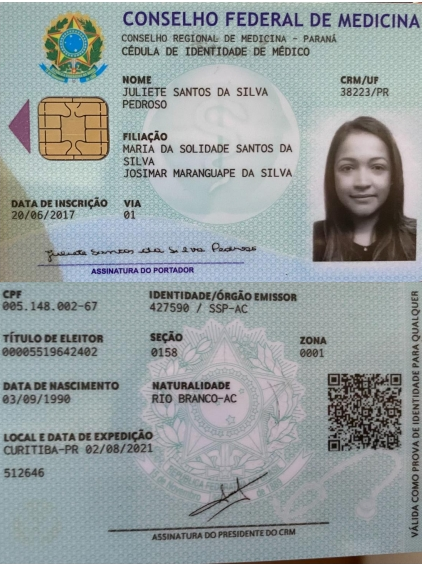 CONSELHO FEDERAL DE MEDICINA
CONSELHO REGIONAL DE MEDICINA - PARANÁ
CÉDULA DE IDENTIDADE DE MÉDICO
NOME CRM/UF
JULIETE SANTOS DA SILVA 38223/PR
PEDROSO
FILIAÇÃO
MARIA DA SOLIDADE SANTOS DA
SILVA
JOSIMAR MARANGUAPE DA SILVA
DATA DE INSCRIÇÃO VIA
20/06/2017 01
Juliete Santos da Silva Pedroso
ASSINATURA DO PORTADOR
CPF IDENTIDADE/ÓRGÃO EMISSOR
005.148.002-67 427590 / SSP-AC
TÍTULO DE ELEITOR SEÇÃO ZONA
00005519642402 0158 0001
DATA DE NASCIMENTO NATURALIDADE
03/09/1990 RIO BRANCO-AC
LOCAL E DATA DE EXPEDIÇÃO
CURITIBA-PR 02/08/2021
512646
ASSINATURA DO PRESIDENTE DO CRM
VÁLIDA COMO PROVA DE IDENTIDADE PARA QUALQUER